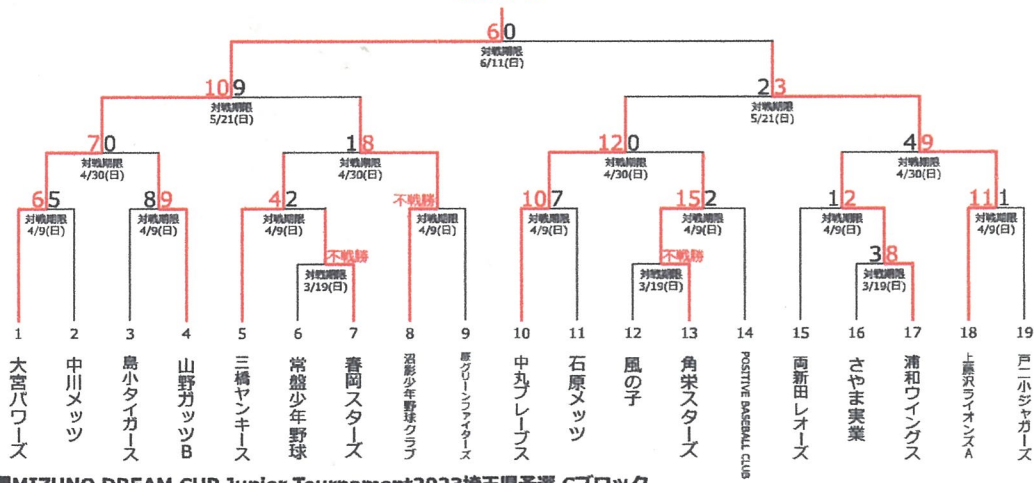 6 0
対戦期限
6/11(日)
10 9
対戦期限
5/21(日)
2 3
対戦期限
5/21(日)
7 0
対戦期限
4/30(日)
1 8
対戦期限
4/30(日)
12 0
対戦期限
4/30(日)
4 9
対戦期限
4/30(日)
6 5
対戦期限
4/9(日)
8 9
対戦期限
4/9(日)
4 2
対戦期限
4/9(日)
不戦勝
対戦期限
4/9(日)
10 7
対戦期限
4/9(日)
15 2
対戦期限
4/9(日)
1 2
対戦期限
4/9(日)
11 1
対戦期限
4/9(日)
不戦勝
対戦期限
3/19(日)
不戦勝
対戦期限
3/19(日)
3 8
対戦期限
3/19(日)
1 2 3 4 5 6 7 8 9 10 11 12 13 14 15 16 17 18 19
大宮パワーズ
中川メッツ
島小タイガース
山野ガッツB
三橋ヤンキース
常盤少年野球
春岡スターズ
沼影少年野球クラブ
原グリーンファイターズ
中丸ブレーブス
石原メッツ
風の子
角栄スターズ
POSITIVE BASEBALL CLUB
両新田レオーズ
さやま実業
浦和ウイングス
上藤沢ライオンズA
戸二小ジャガーズ
MIZUNO DREAM CUP Junior Tournament2023埼玉県予選 Cブロック